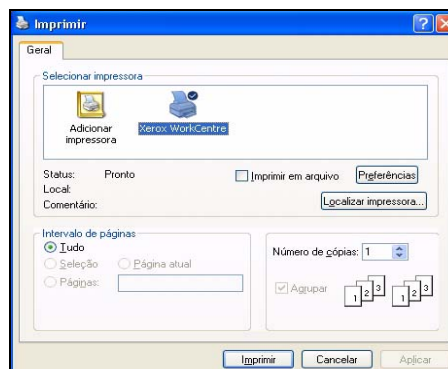 Imprimir
Geral
Selecionar impressora
Adicionar impressora
Xerox WorkCentre
Status: Pronto
Local:
Comentário:
Imprimir em arquivo
Preferências
Localizar impressora...
Intervalo de páginas
Tudo
Seleção
Página atual
Páginas:
Número de cópias: 1
Agrupar
1 2 3 1 2 3
Imprimir
Cancelar
Aplicar